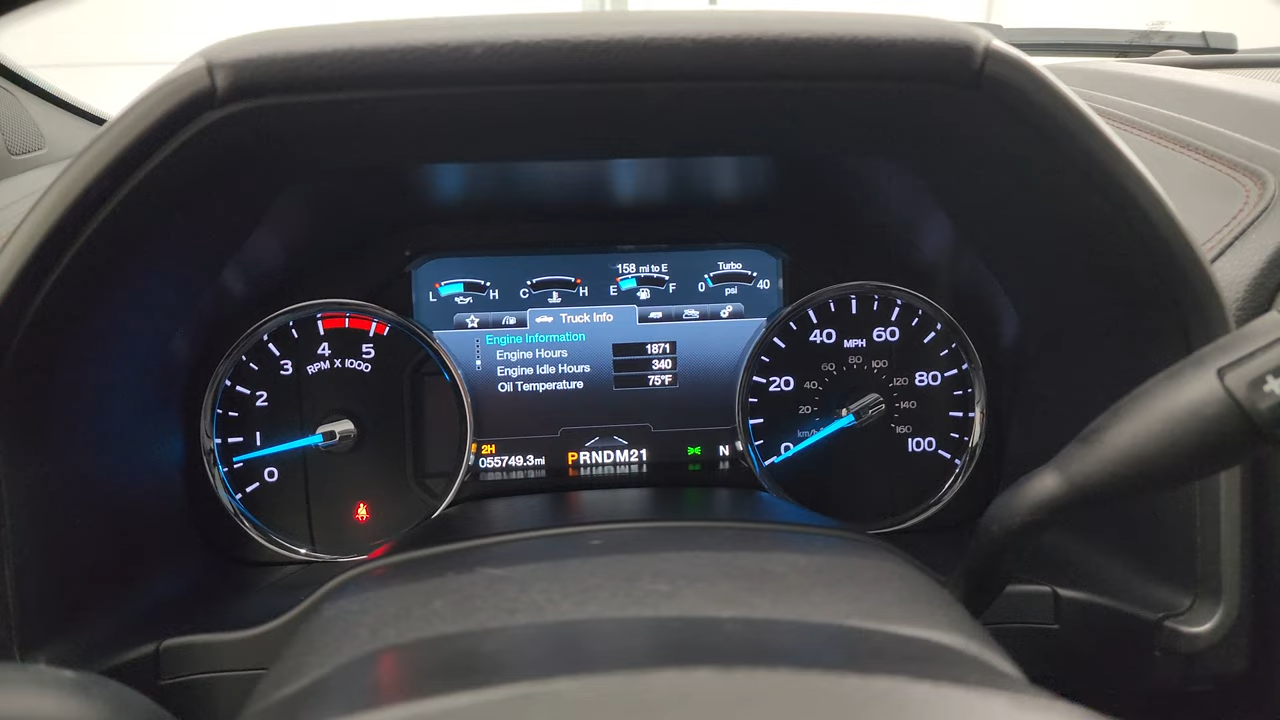 158 mi to E
Turbo
L H
C H
E F
0 40
psi
Truck Info
Engine Information
Engine Hours 1871
Engine Idle Hours 340
Oil Temperature 75°F
2H
055749.3mi
PRNDM21
N
0 1 2 3 4 5
RPM X 1000
0 20 40 60 80 100
MPH
20 40 60 80 100 120 140 160
km/h